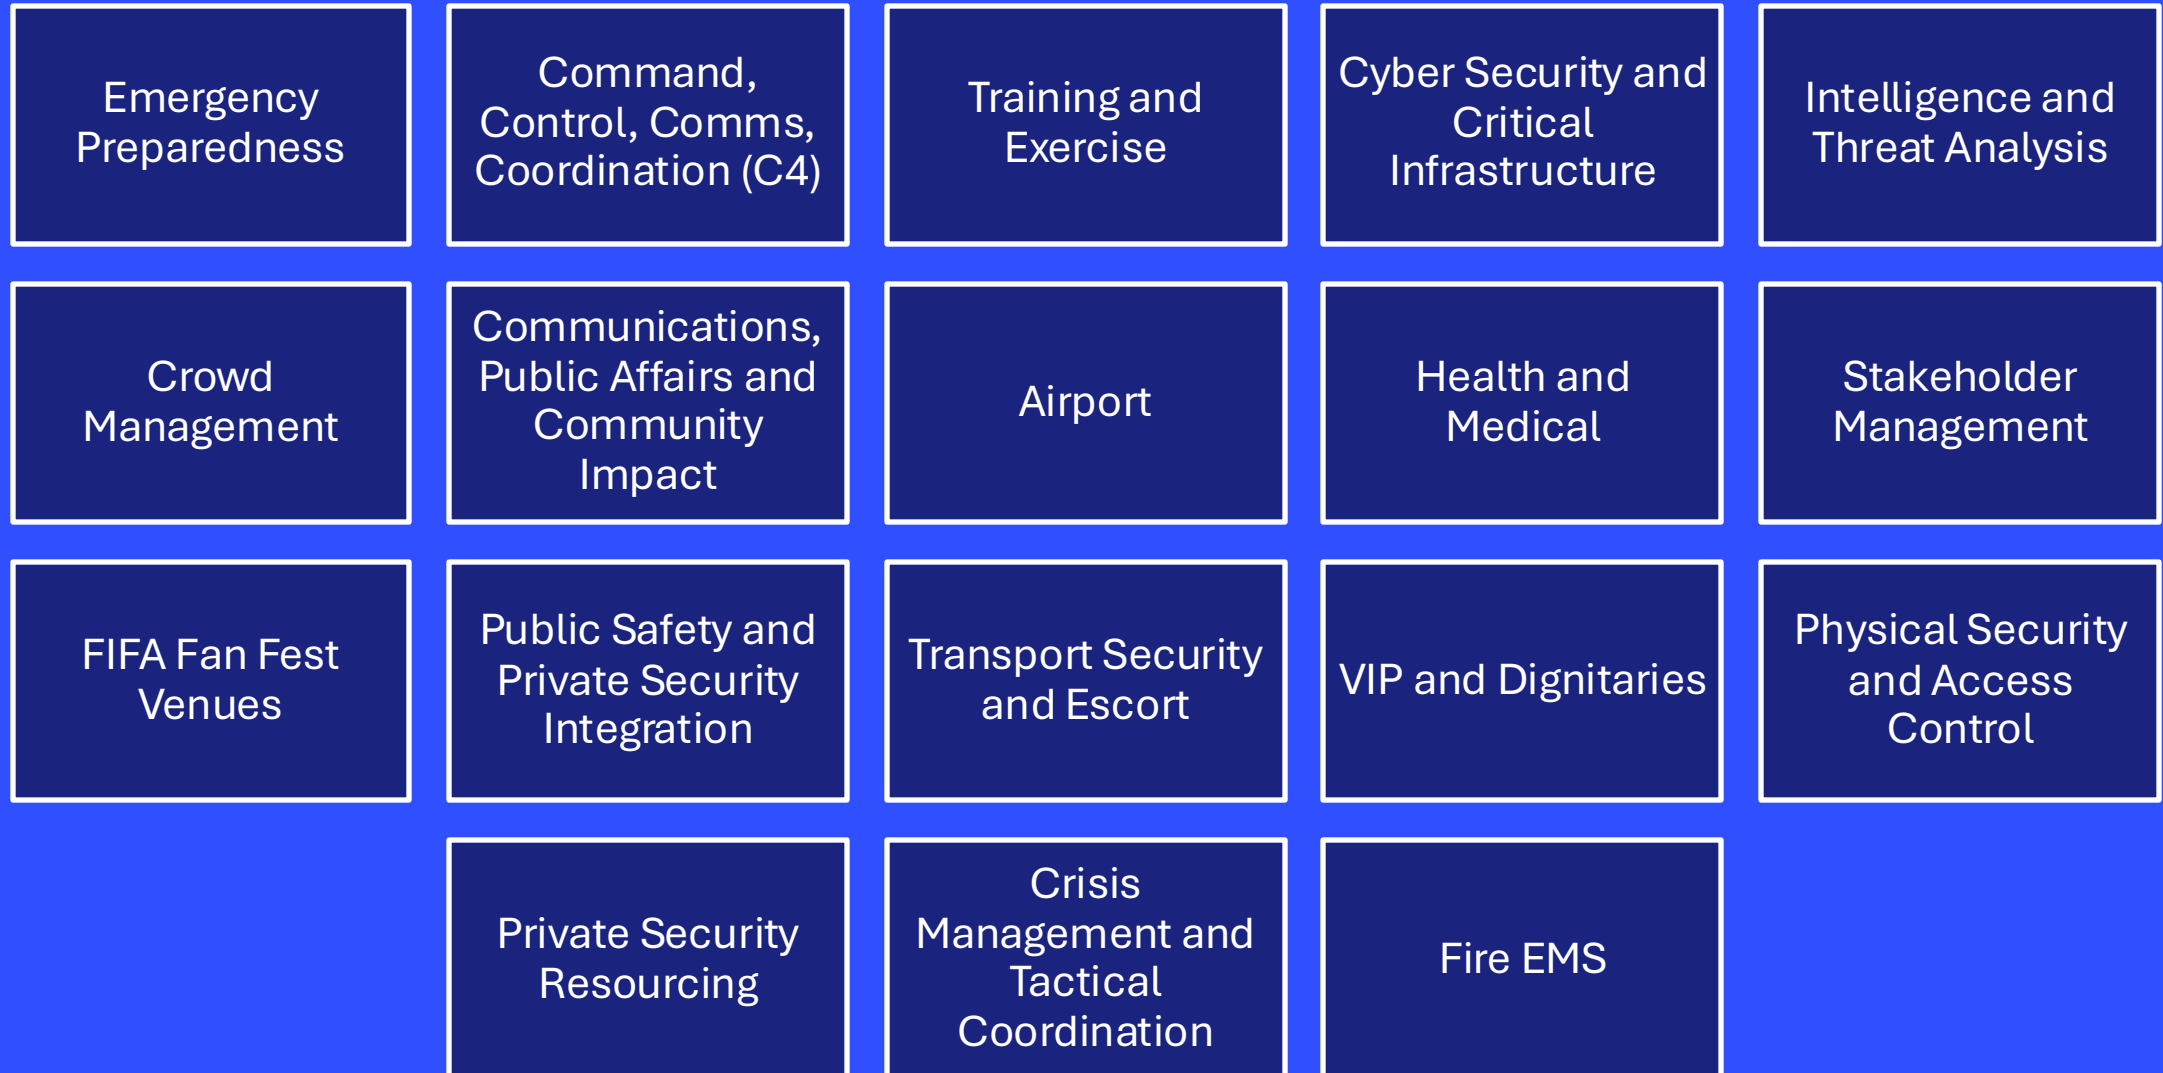 Emergency
Preparedness
Command,
Control, Comms,
Coordination (C4)
Training and
Exercise
Cyber Security and
Critical
Infrastructure
Intelligence and
Threat Analysis
Crowd
Management
Communications,
Public Affairs and
Community
Impact
Airport
Health and
Medical
Stakeholder
Management
FIFA Fan Fest
Venues
Public Safety and
Private Security
Integration
Transport Security
and Escort
VIP and Dignitaries
Physical Security
and Access
Control
Private Security
Resourcing
Crisis
Management and
Tactical
Coordination
Fire EMS